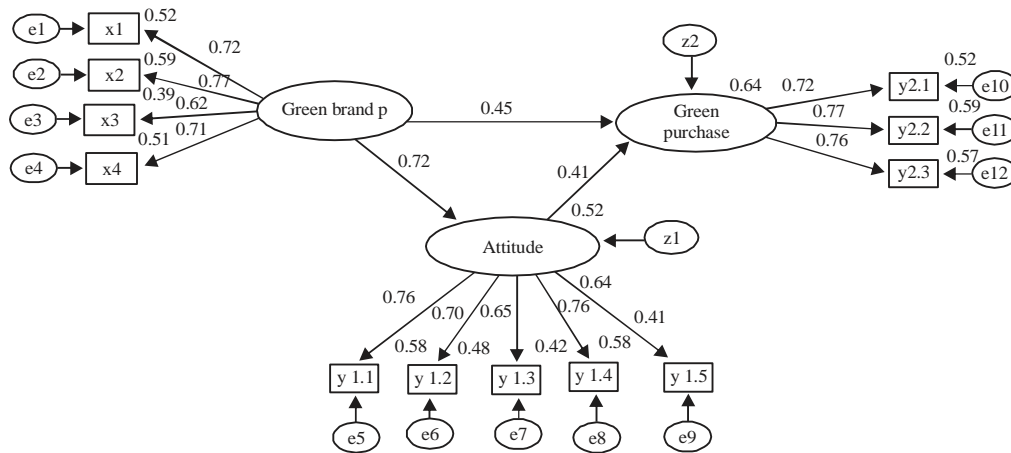 e1
x1
0.52
0.72
e2
x2
0.59
0.77
e3
x3
0.39
0.62
e4
x4
0.51
0.71
Green brand p
0.45
0.72
z2
Green
purchase
0.64
0.72
0.77
0.76
y2.1
0.52
e10
y2.2
0.59
e11
y2.3
0.57
e12
0.41
0.52
Attitude
z1
0.76
0.70
0.65
0.76
0.64
0.58
0.48
0.42
0.58
0.41
y 1.1
y 1.2
y 1.3
y 1.4
y 1.5
e5
e6
e7
e8
e9